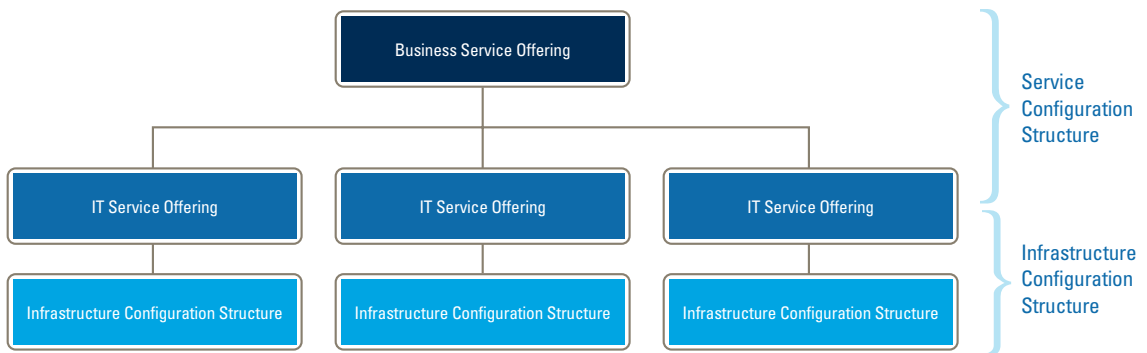 Business Service Offering
Service
Configuration
Structure
IT Service Offering
IT Service Offering
IT Service Offering
Infrastructure
Configuration
Structure
Infrastructure Configuration Structure
Infrastructure Configuration Structure
Infrastructure Configuration Structure